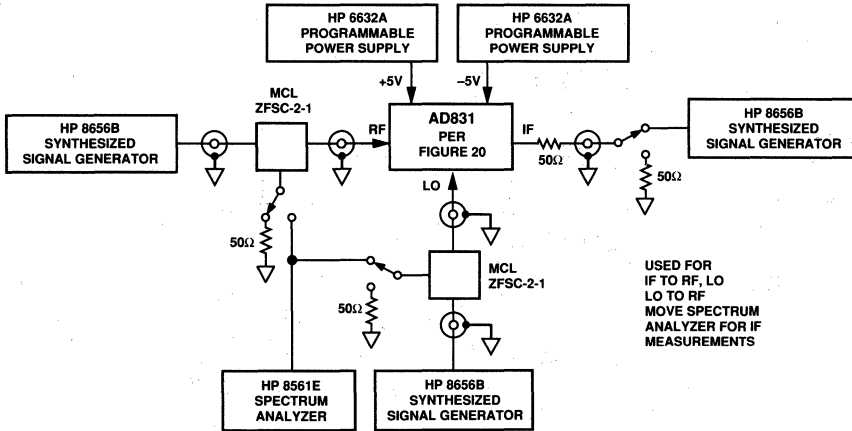 HP 6632A
PROGRAMMABLE
POWER SUPPLY
HP 6632A
PROGRAMMABLE
POWER SUPPLY
+5V
–5V
MCL
ZFSC-2-1
HP 8656B
SYNTHESIZED
SIGNAL GENERATOR
RF
AD831
PER
FIGURE 20
IF
50Ω
HP 8656B
SYNTHESIZED
SIGNAL GENERATOR
50Ω
LO
50Ω
MCL
ZFSC-2-1
50Ω
USED FOR
IF TO RF, LO
LO TO RF
MOVE SPECTRUM
ANALYZER FOR IF
MEASUREMENTS
HP 8561E
SPECTRUM
ANALYZER
HP 8656B
SYNTHESIZED
SIGNAL GENERATOR